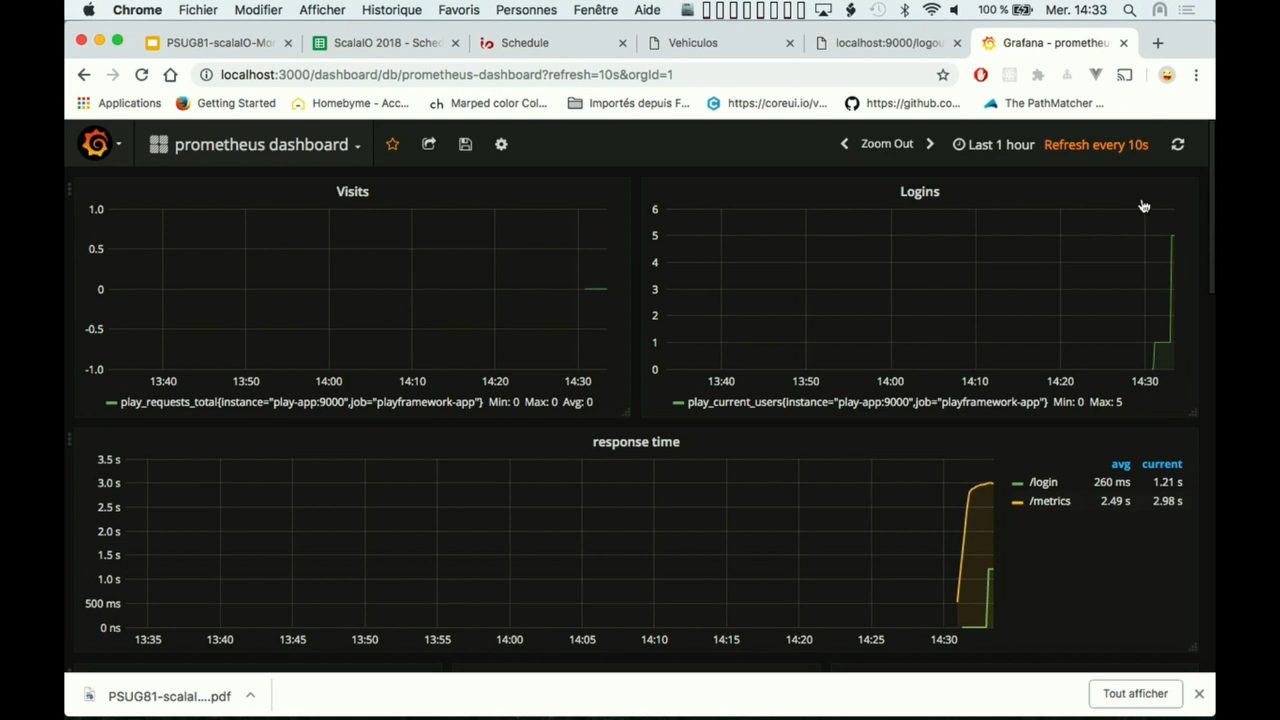 Chrome Fichier Modifier Afficher Historique Favoris Personnes Fenêtre Aide 100 % Mer. 14:33
PSUG81-scalaIO-Mor ScalaIO 2018 - Sched Schedule Vehiculos localhost:9000/logou Grafana - prometheus
localhost:3000/dashboard/db/prometheus-dashboard?refresh=10s&orgId=1
Applications Getting Started Homebyme - Acc... ch Marped color Col... Importés depuis F... https://coreui.io/v... https://github.co... The PathMatcher ...
prometheus dashboard Zoom Out Last 1 hour Refresh every 10s
Visits
1.0
0.5
0
-0.5
-1.0
13:40 13:50 14:00 14:10 14:20 14:30
play_requests_total{instance="play-app:9000",job="playframework-app"} Min: 0 Max: 0 Avg: 0
Logins
6
5
4
3
2
1
0
13:40 13:50 14:00 14:10 14:20 14:30
play_current_users{instance="play-app:9000",job="playframework-app"} Min: 0 Max: 5
response time
3.5 s
3.0 s
2.5 s
2.0 s
1.5 s
1.0 s
500 ms
0 ns
13:35 13:40 13:45 13:50 13:55 14:00 14:05 14:10 14:15 14:20 14:25 14:30
avg current
/login 260 ms 1.21 s
/metrics 2.49 s 2.98 s
PSUG81-scalaI....pdf Tout afficher